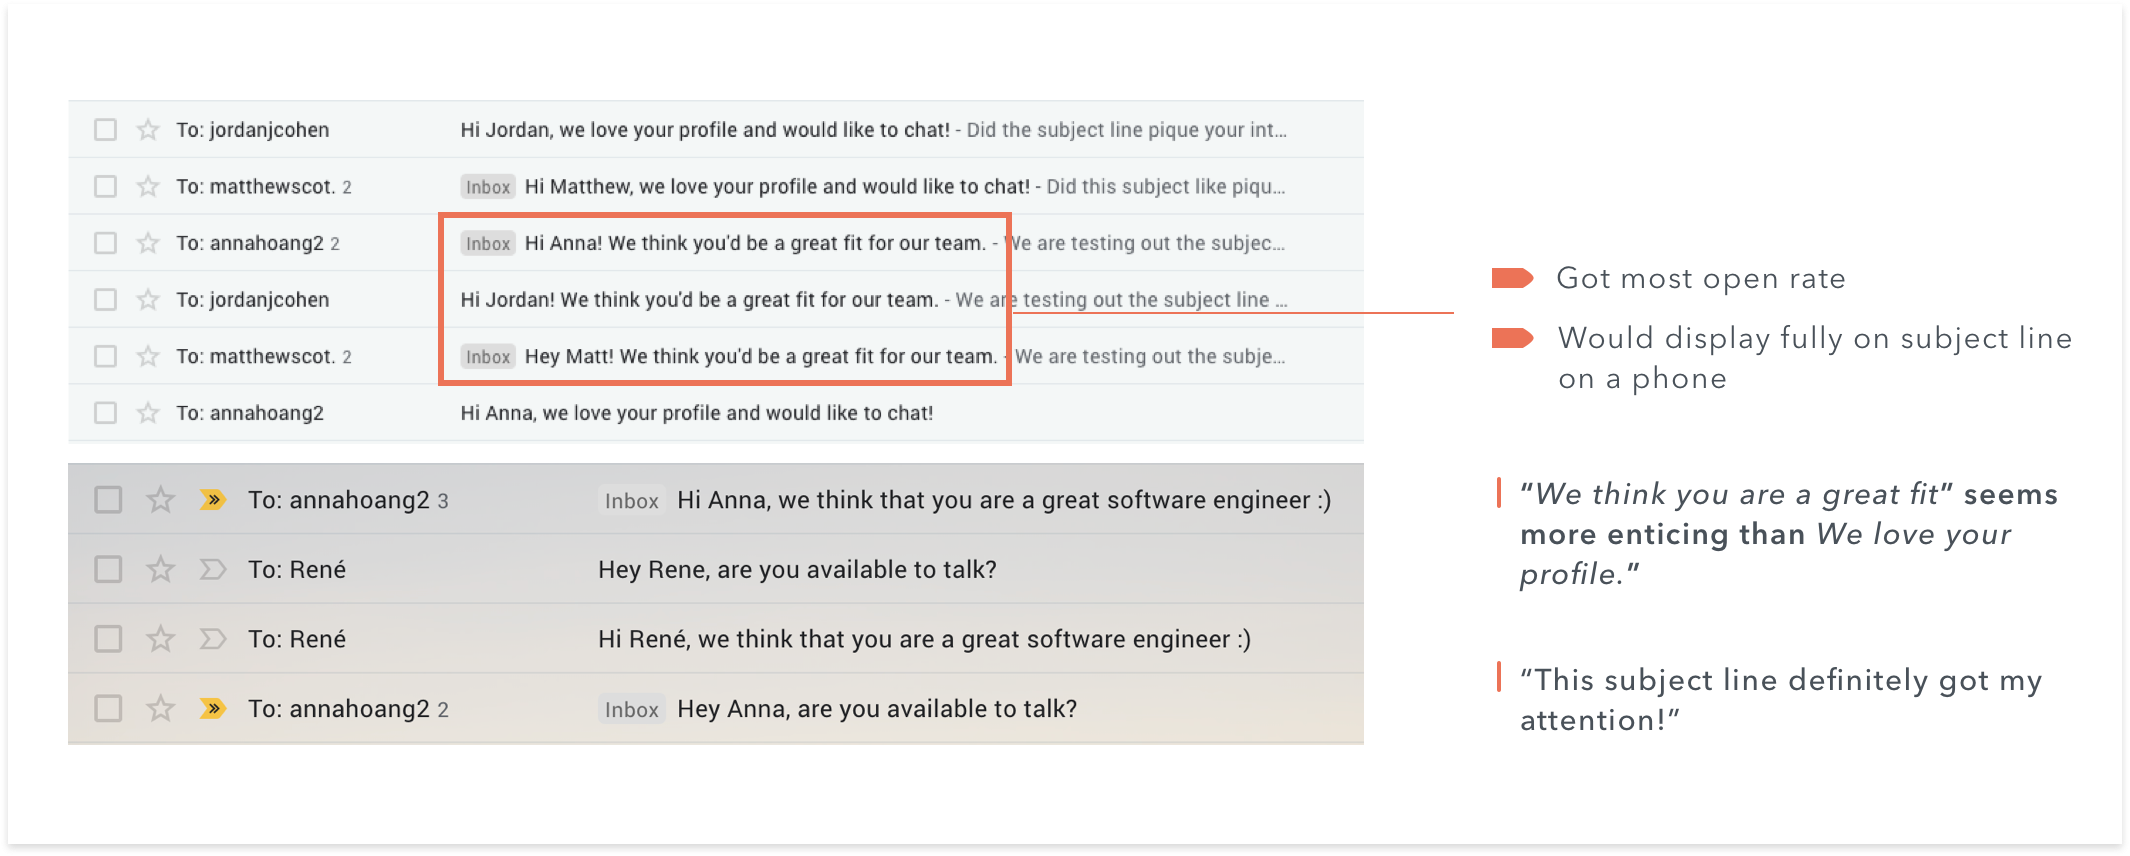 To: jordanjcohen Hi Jordan, we love your profile and would like to chat! - Did the subject line pique your int...
To: matthewscot. 2 Inbox Hi Matthew, we love your profile and would like to chat! - Did this subject like piqu...
To: annahoang2 2 Inbox Hi Anna! We think you'd be a great fit for our team. - We are testing out the subjec...
To: jordanjcohen Hi Jordan! We think you'd be a great fit for our team. - We are testing out the subject line ...
To: matthewscot. 2 Inbox Hey Matt! We think you'd be a great fit for our team. - We are testing out the subje...
To: annahoang2 Hi Anna, we love your profile and would like to chat!
To: annahoang2 3 Inbox Hi Anna, we think that you are a great software engineer :)
To: René Hey Rene, are you available to talk?
To: René Hi René, we think that you are a great software engineer :)
To: annahoang2 2 Inbox Hey Anna, are you available to talk?
Got most open rate
Would display fully on subject line
on a phone
“We think you are a great fit” seems
more enticing than We love your
profile.”
“This subject line definitely got my
attention!”